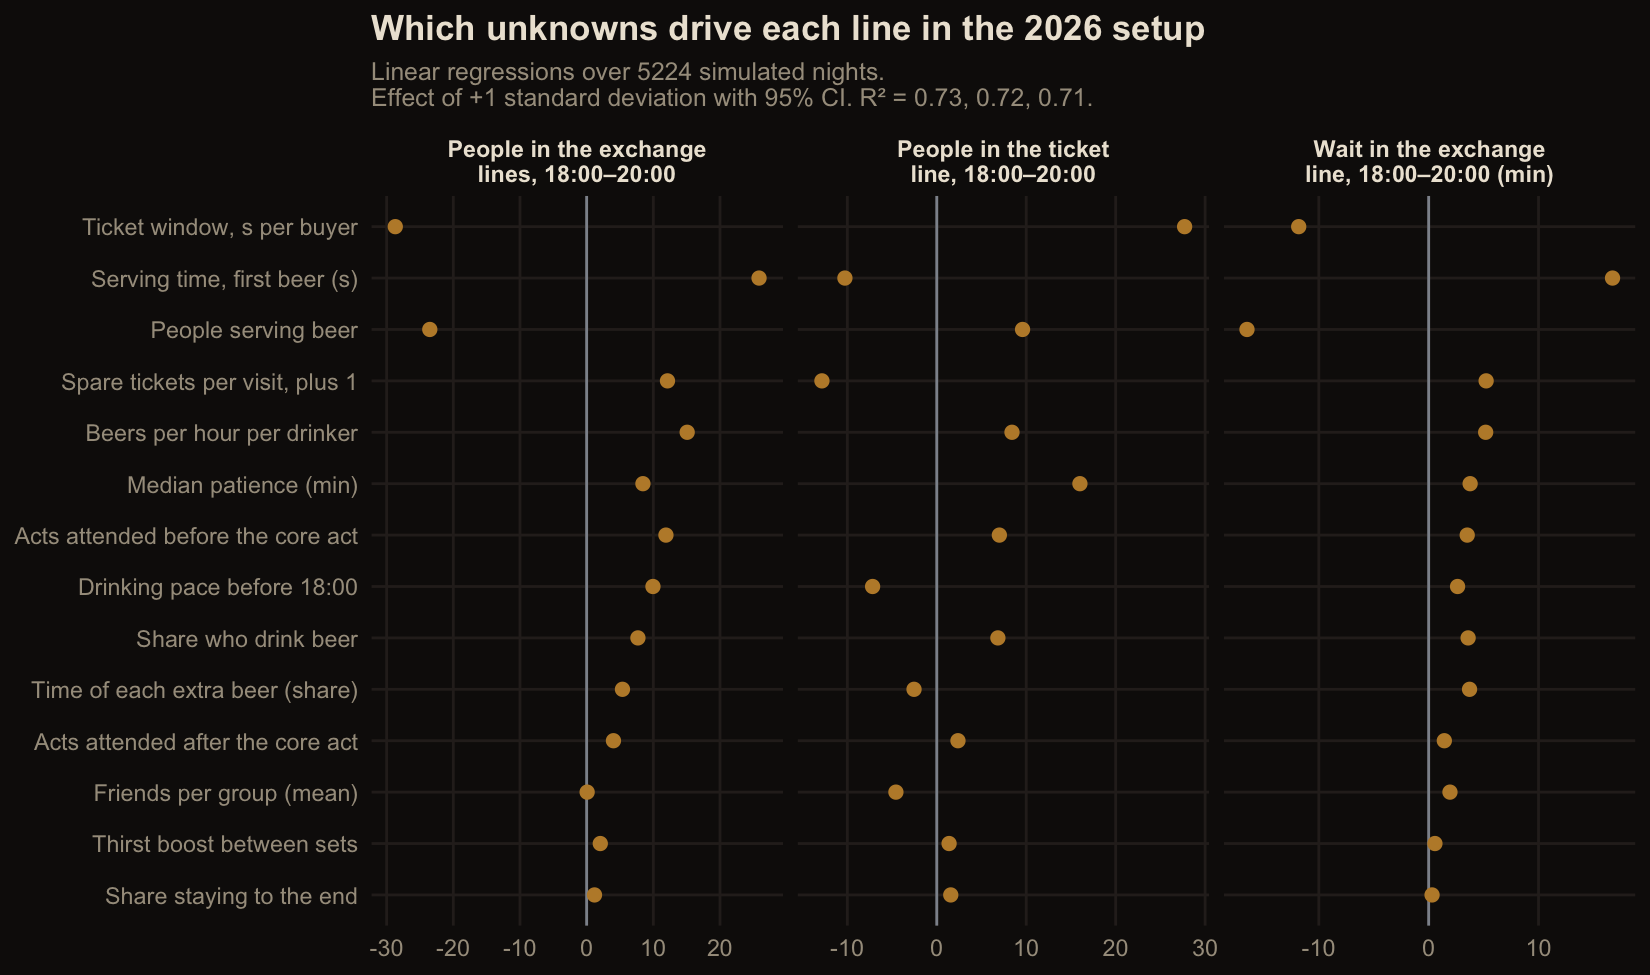 Which unknowns drive each line in the 2026 setup
Linear regressions over 5224 simulated nights.
Effect of +1 standard deviation with 95% CI. R² = 0.73, 0.72, 0.71.
People in the exchange
lines, 18:00–20:00
People in the ticket
line, 18:00–20:00
Wait in the exchange
line, 18:00–20:00 (min)
Ticket window, s per buyer
Serving time, first beer (s)
People serving beer
Spare tickets per visit, plus 1
Beers per hour per drinker
Median patience (min)
Acts attended before the core act
Drinking pace before 18:00
Share who drink beer
Time of each extra beer (share)
Acts attended after the core act
Friends per group (mean)
Thirst boost between sets
Share staying to the end
-30 -20 -10 0 10 20
-10 0 10 20 30
-10 0 10